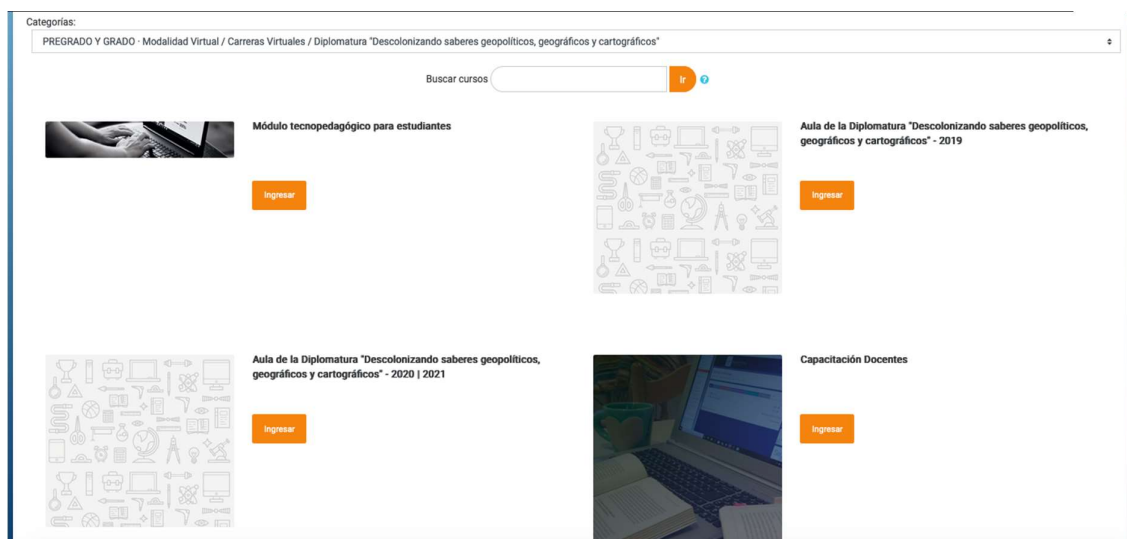 Categorías:
PREGRADO Y GRADO · Modalidad Virtual / Carreras Virtuales / Diplomatura "Descolonizando saberes geopolíticos, geográficos y cartográficos"
Buscar cursos
Ir
Módulo tecnopedagógico para estudiantes
Ingresar
Aula de la Diplomatura "Descolonizando saberes geopolíticos,
geográficos y cartográficos" - 2019
Ingresar
Aula de la Diplomatura "Descolonizando saberes geopolíticos,
geográficos y cartográficos" - 2020 | 2021
Ingresar
Capacitación Docentes
Ingresar